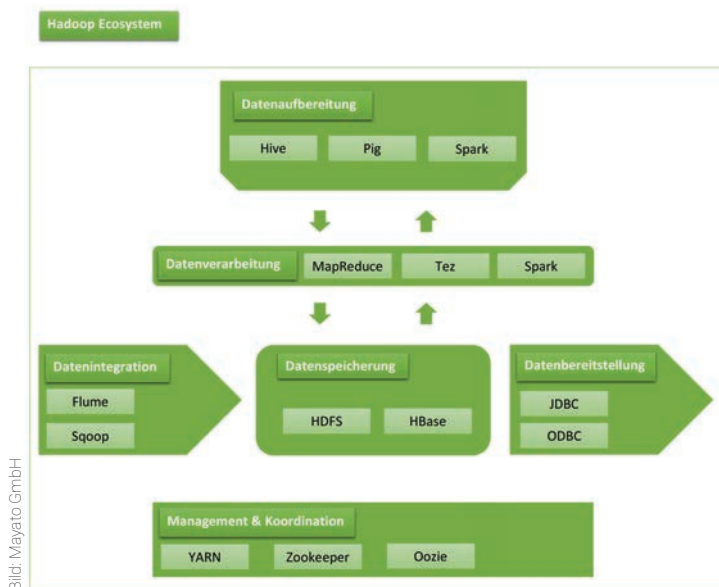 Hadoop Ecosystem
Datenaufbereitung
Hive Pig Spark
Datenverarbeitung MapReduce Tez Spark
Datenintegration
Flume
Sqoop
Datenspeicherung
HDFS HBase
Datenbereitstellung
JDBC
ODBC
Management & Koordination
YARN Zookeeper Oozie
Bild: Mayato GmbH